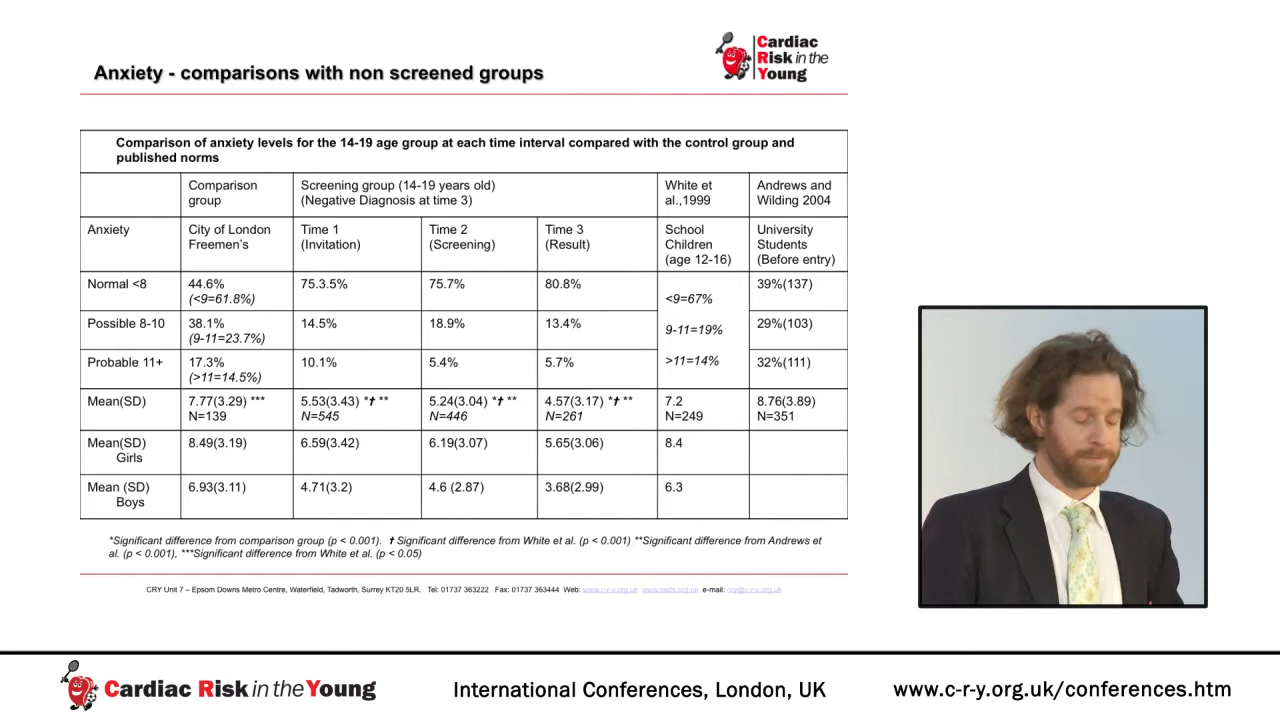 Anxiety - comparisons with non screened groups
Cardiac
Risk in the
Young
Comparison of anxiety levels for the 14-19 age group at each time interval compared with the control group and
published norms
Comparison
group
Screening group (14-19 years old)
(Negative Diagnosis at time 3)
White et
al.,1999
Andrews and
Wilding 2004
Anxiety
City of London
Freemen's
Time 1
(Invitation)
Time 2
(Screening)
Time 3
(Result)
School
Children
(age 12-16)
University
Students
(Before entry)
Normal <8
44.6%
(<9=61.8%)
75.3.5%
75.7%
80.8%
<9=67%
9-11=19%
>11=14%
39%(137)
Possible 8-10
38.1%
(9-11=23.7%)
14.5%
18.9%
13.4%
29%(103)
Probable 11+
17.3%
(>11=14.5%)
10.1%
5.4%
5.7%
32%(111)
Mean(SD)
7.77(3.29) ***
N=139
5.53(3.43) *✝ **
N=545
5.24(3.04) *✝ **
N=446
4.57(3.17) *✝ **
N=261
7.2
N=249
8.76(3.89)
N=351
Mean(SD)
Girls
8.49(3.19)
6.59(3.42)
6.19(3.07)
5.65(3.06)
8.4
Mean (SD)
Boys
6.93(3.11)
4.71(3.2)
4.6 (2.87)
3.68(2.99)
6.3
*Significant difference from comparison group (p < 0.001). ✝ Significant difference from White et al. (p < 0.001) **Significant difference from Andrews et
al. (p < 0.001), ***Significant difference from White et al. (p < 0.05)
CRY Unit 7 – Epsom Downs Metro Centre, Waterfield, Tadworth, Surrey KT20 5LR. Tel: 01737 363222 Fax: 01737 363444 Web: www.c-r-y.org.uk www.sads.org.uk e-mail: cry@c-r-y.org.uk
Cardiac Risk in the Young
International Conferences, London, UK
www.c-r-y.org.uk/conferences.htm